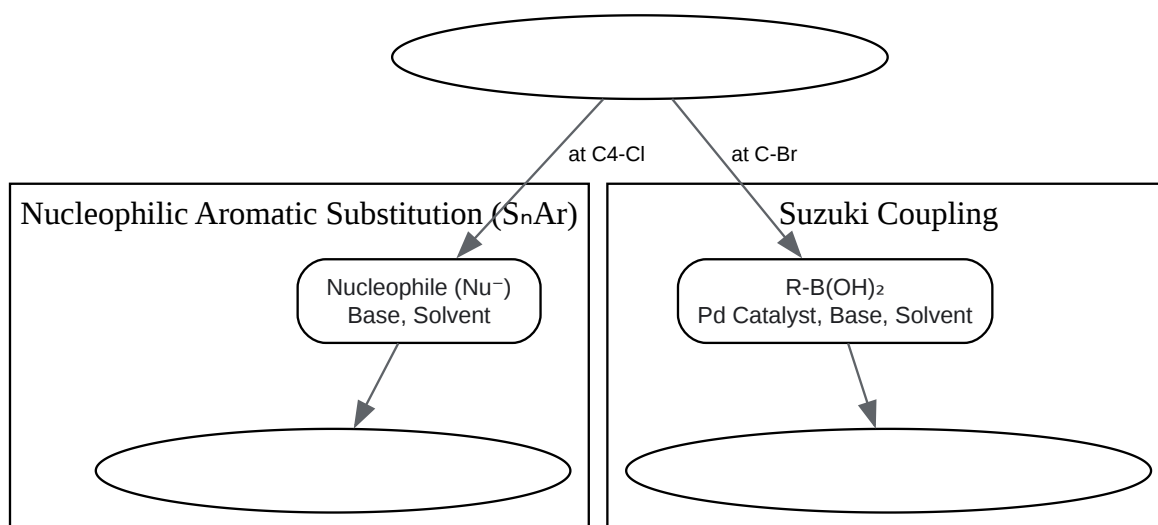 at C4-Cl
at C-Br
Nucleophilic Aromatic Substitution (SₙAr)
Suzuki Coupling
Nucleophile (Nu⁻)
Base, Solvent
R-B(OH)₂
Pd Catalyst, Base, Solvent